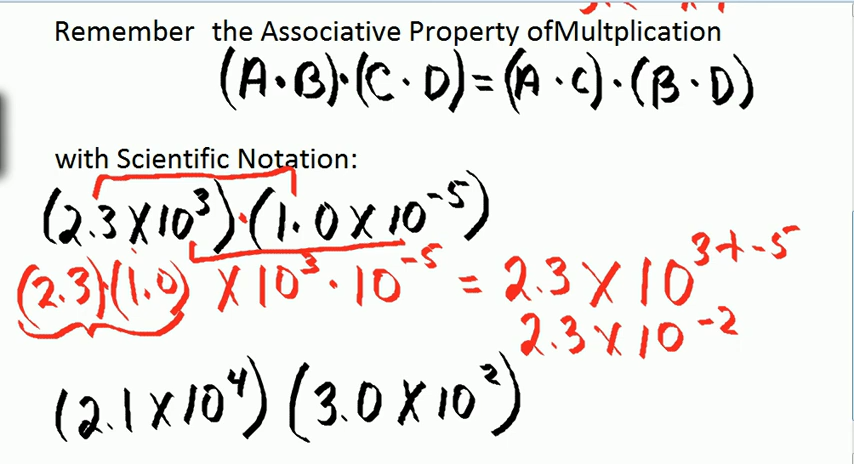 Remember the Associative Property ofMultplication
(A·B)·(C·D)=(A·C)·(B·D)
with Scientific Notation:
(2.3×10³)·(1.0×10⁻⁵)
(2.3)(1.0) ×10³·10⁻⁵ = 2.3×10³⁺⁻⁵
2.3×10⁻²
(2.1×10⁴)(3.0×10²)